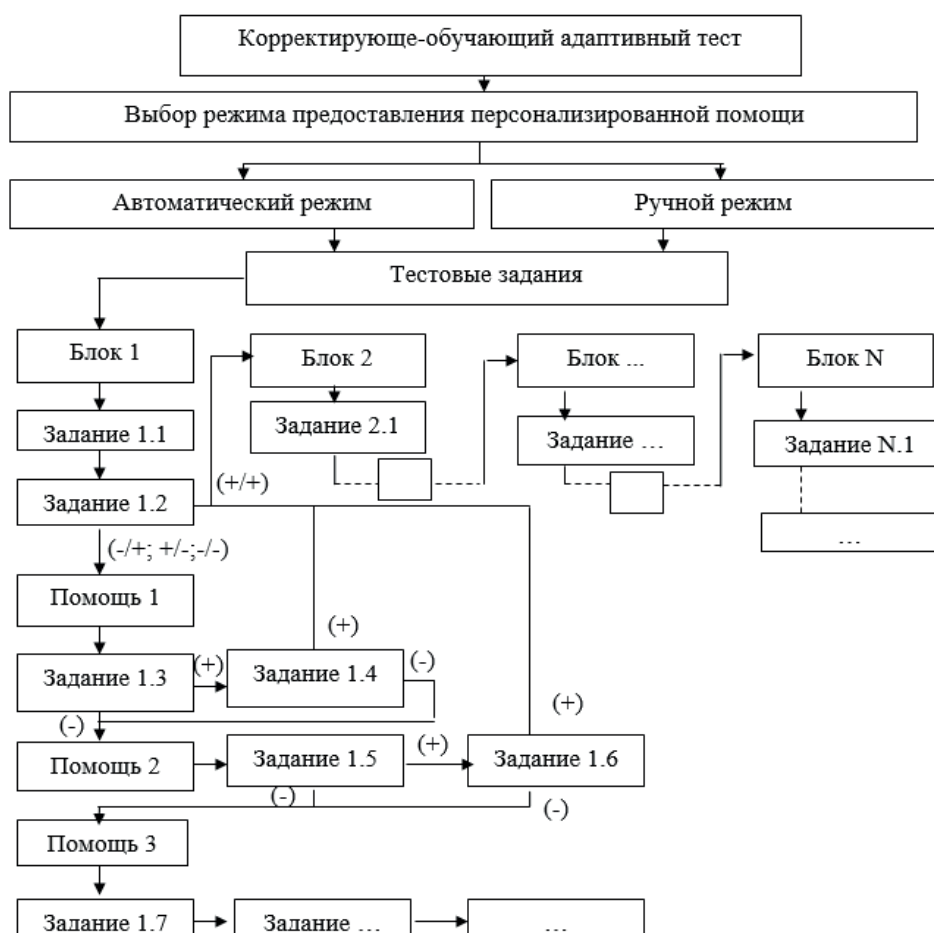 Корректирующе-обучающий адаптивный тест
Выбор режима предоставления персонализированной помощи
Автоматический режим
Ручной режим
Тестовые задания
Блок 1
Блок 2
Блок ...
Блок N
Задание 1.1
Задание 2.1
Задание …
Задание N.1
Задание 1.2
(+/+)
…
(-/+; +/-;-/-)
Помощь 1
(+)
Задание 1.3
(+)
Задание 1.4
(-)
(-)
(+)
Помощь 2
Задание 1.5
(+)
Задание 1.6
(-)
(-)
Помощь 3
Задание 1.7
Задание …
…